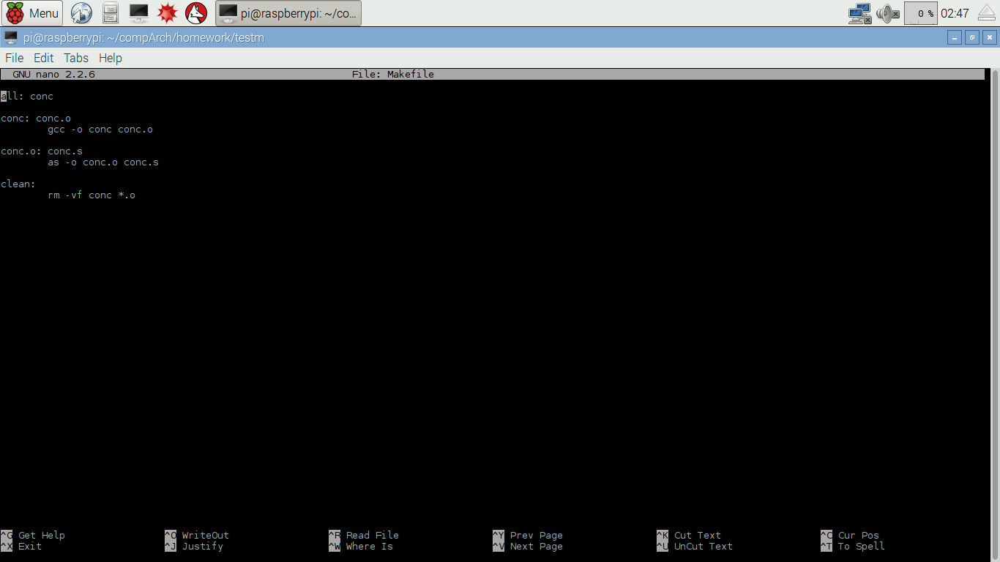 Menu pi@raspberrypi: ~/co... 0 % 02:47
pi@raspberrypi: ~/compArch/homework/testm
File Edit Tabs Help
GNU nano 2.2.6 File: Makefile
all: conc
conc: conc.o
gcc -o conc conc.o
conc.o: conc.s
as -o conc.o conc.s
clean:
rm -vf conc *.o
^G Get Help ^O WriteOut ^R Read File ^Y Prev Page ^K Cut Text ^C Cur Pos
^X Exit ^J Justify ^W Where Is ^V Next Page ^U UnCut Text ^T To Spell